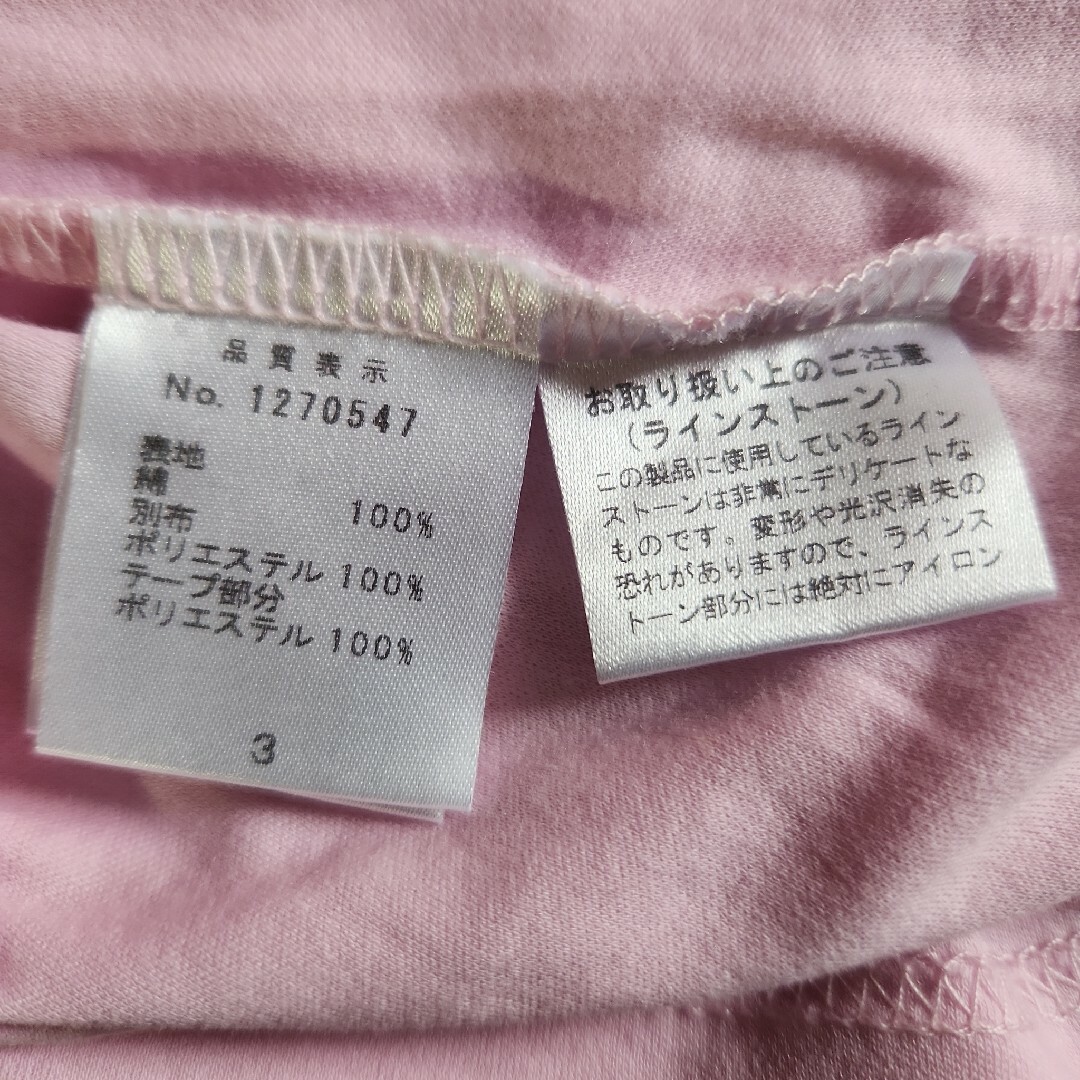 品質表示
No. 1270547
表地
綿 100%
別布
ポリエステル 100%
テープ部分
ポリエステル 100%
3
お取り扱い上のご注意
(ラインストーン)
この製品に使用しているライン
ストーンは非常にデリケートな
ものです。変形や光沢消失の
恐れがありますので、ラインス
トーン部分には絶対にアイロン